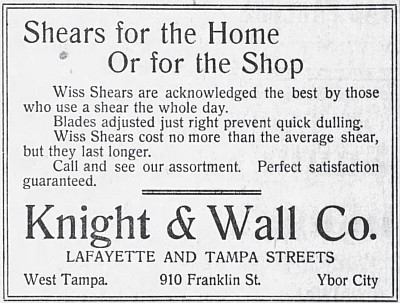 Shears for the Home
Or for the Shop
Wiss Shears are acknowledged the best by those
who use a shear the whole day.
Blades adjusted just right prevent quick dulling.
Wiss Shears cost no more than the average shear,
but they last longer.
Call and see our assortment. Perfect satisfaction
guaranteed.
Knight & Wall Co.
LAFAYETTE AND TAMPA STREETS
West Tampa. 910 Franklin St. Ybor City